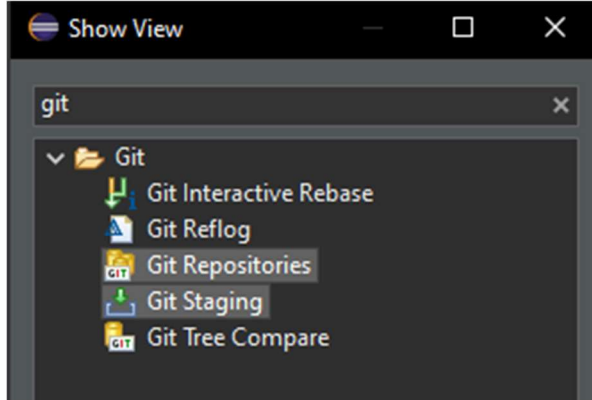 Show View
git
Git
Git Interactive Rebase
Git Reflog
Git Repositories
Git Staging
Git Tree Compare